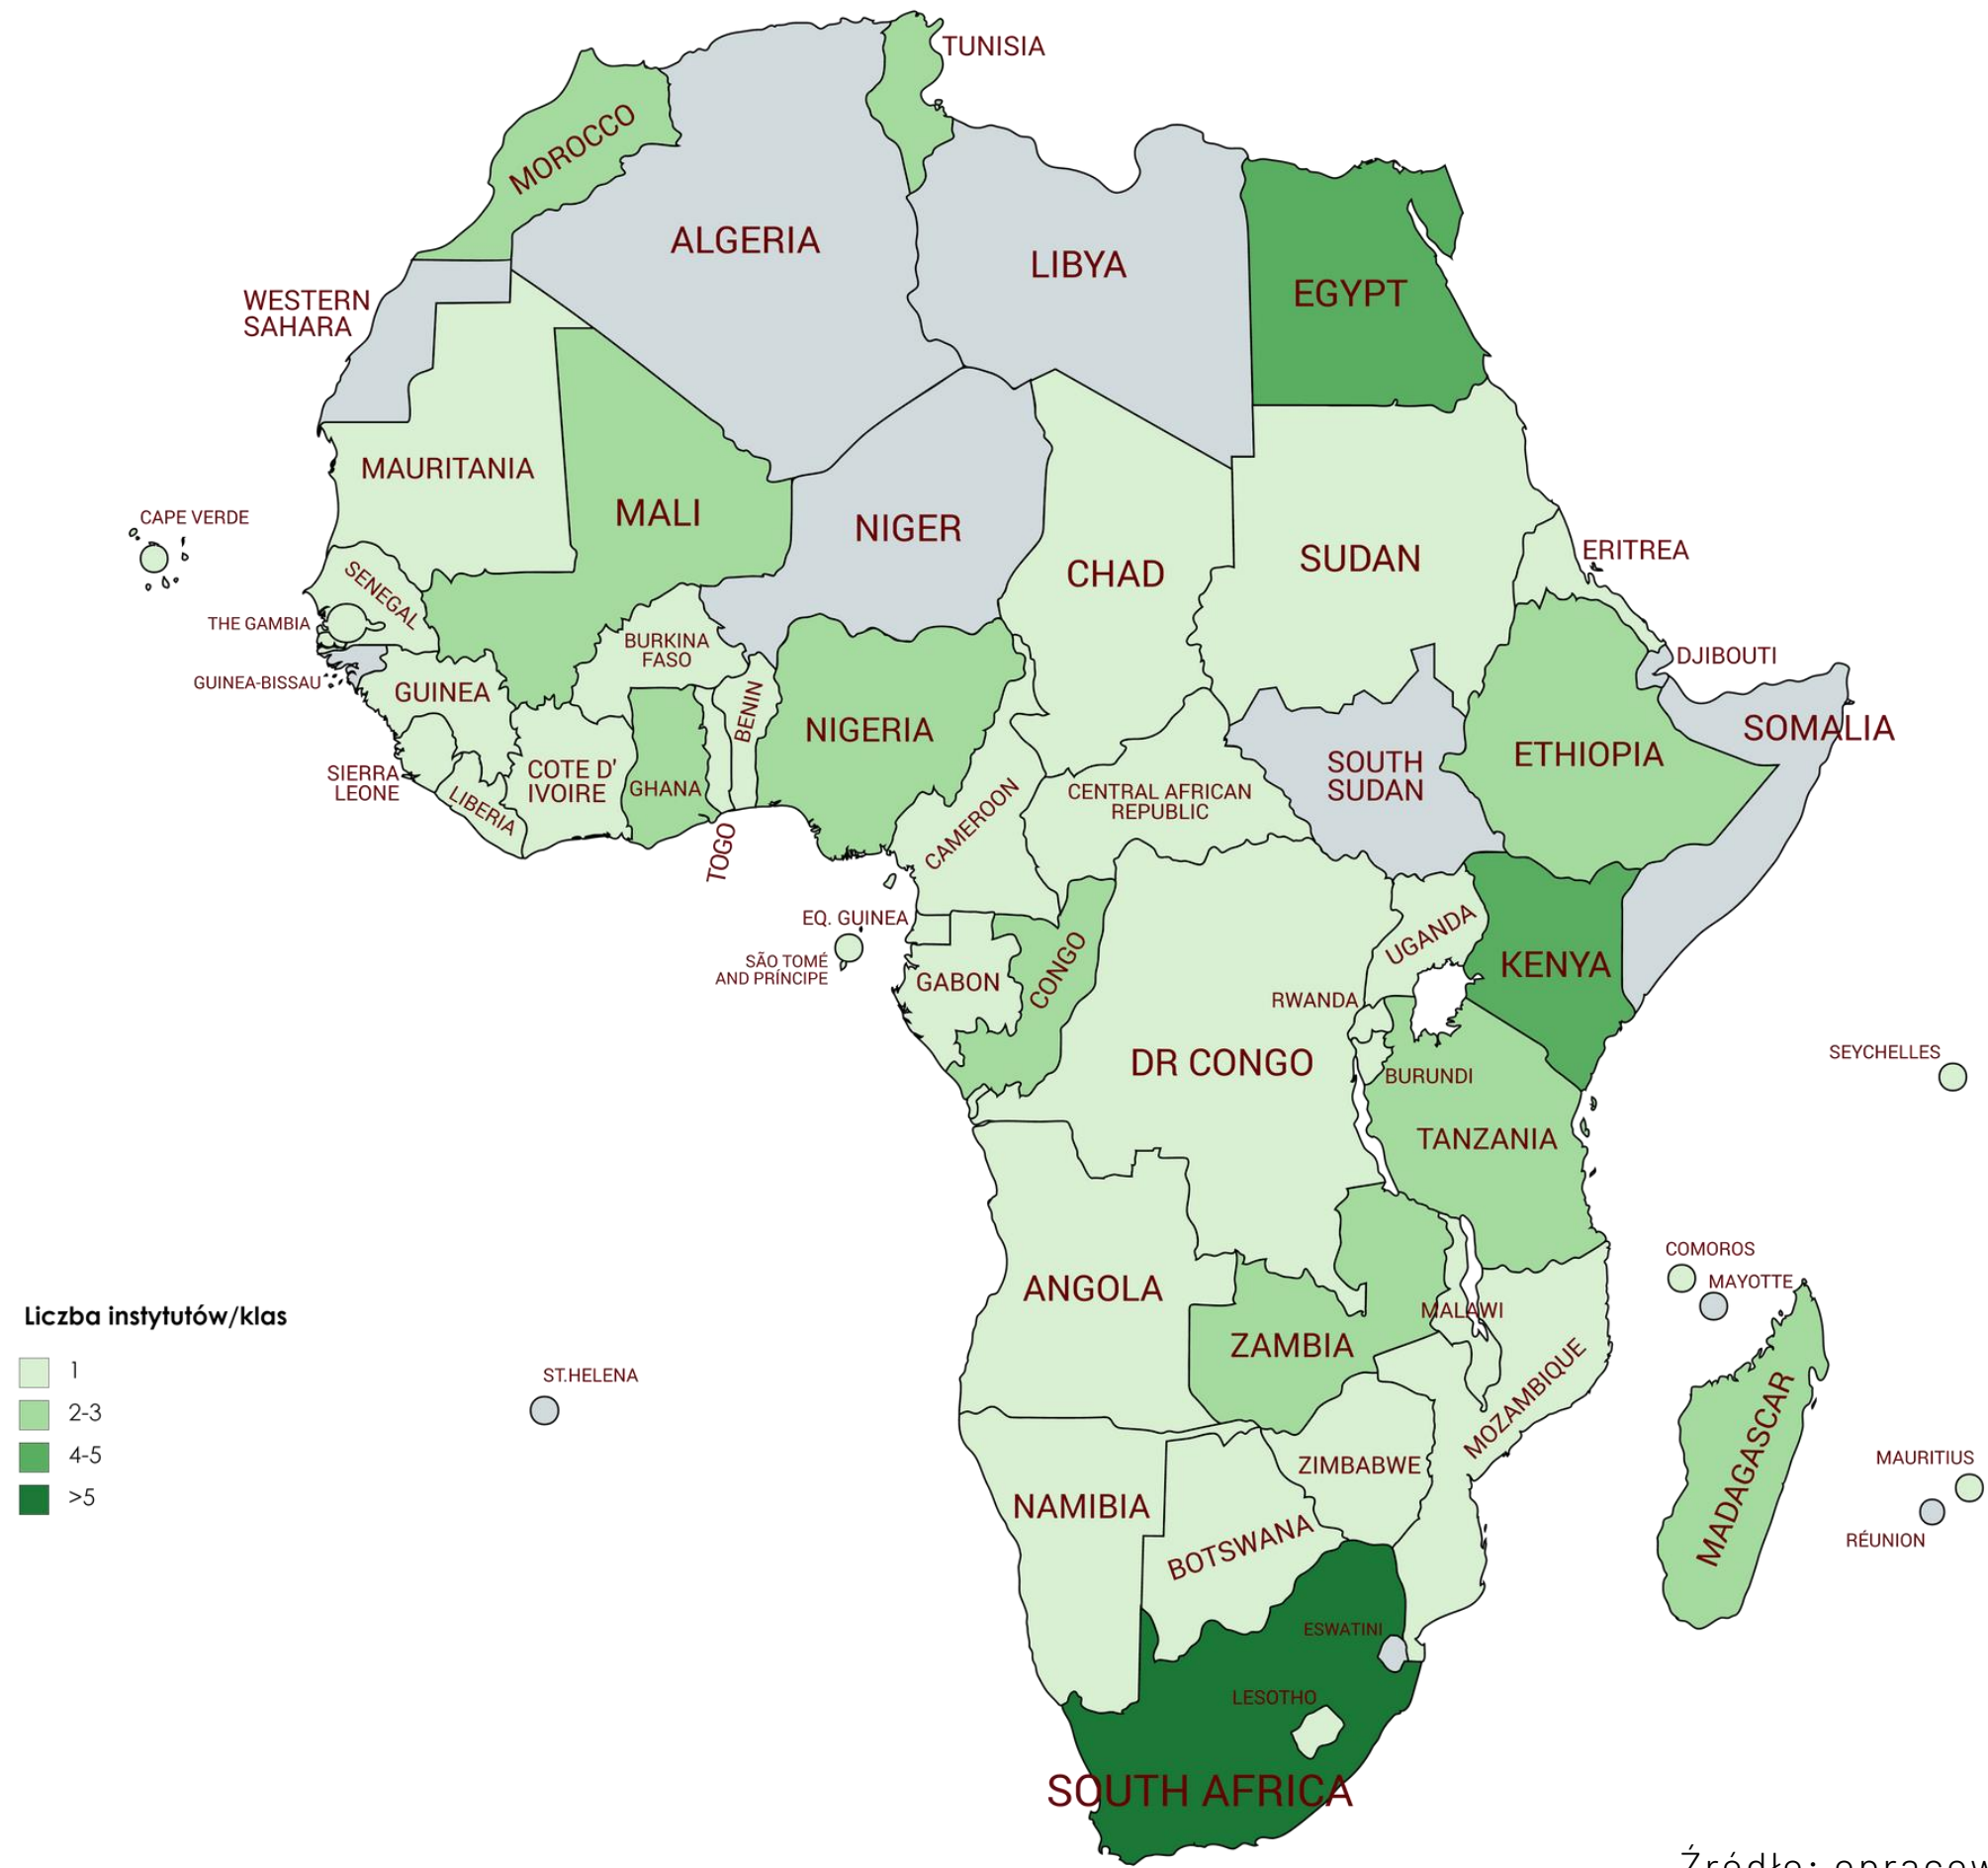 TUNISIA
MOROCCO
ALGERIA
LIBYA
EGYPT
WESTERN
SAHARA
MAURITANIA
MALI
NIGER
CHAD
SUDAN
ERITREA
CAPE VERDE
SENEGAL
THE GAMBIA
BURKINA
FASO
DJIBOUTI
GUINEA-BISSAU
GUINEA
BENIN
NIGERIA
SOMALIA
ETHIOPIA
SOUTH
SUDAN
SIERRA
LEONE
COTE D'
IVOIRE
GHANA
LIBERIA
TOGO
CAMEROON
CENTRAL AFRICAN
REPUBLIC
EQ. GUINEA
SÃO TOMÉ
AND PRÍNCIPE
GABON
CONGO
UGANDA
KENYA
RWANDA
DR CONGO
BURUNDI
SEYCHELLES
TANZANIA
COMOROS
MAYOTTE
ANGOLA
MALAWI
ZAMBIA
MOZAMBIQUE
Liczba instytutów/klas
1
2-3
4-5
>5
ST.HELENA
MADAGASCAR
ZIMBABWE
MAURITIUS
NAMIBIA
BOTSWANA
RÉUNION
ESWATINI
LESOTHO
SOUTH AFRICA